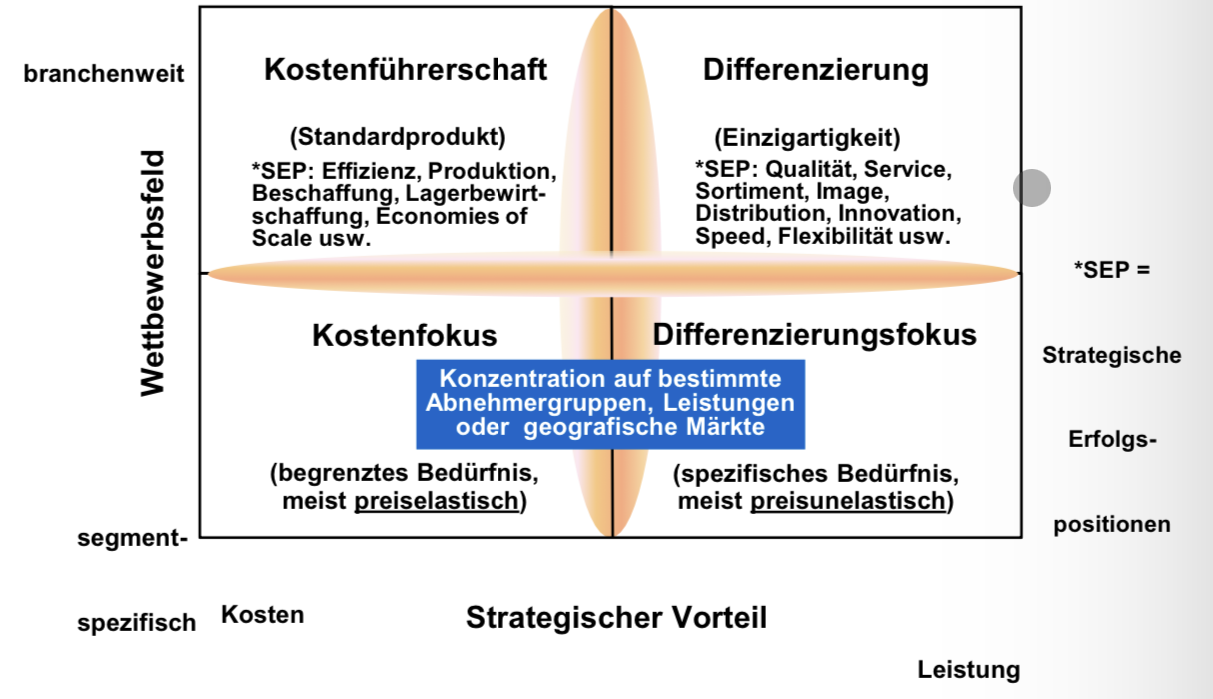 branchenweit
Kostenführerschaft
Differenzierung
(Standardprodukt)
*SEP: Effizienz, Produktion,
Beschaffung, Lagerbewirt-
schaffung, Economies of
Scale usw.
(Einzigartigkeit)
*SEP: Qualität, Service,
Sortiment, Image,
Distribution, Innovation,
Speed, Flexibilität usw.
Wettbewerbsfeld
*SEP =
Strategische
Erfolgs-
positionen
Kostenfokus
Differenzierungsfokus
Konzentration auf bestimmte
Abnehmergruppen, Leistungen
oder geografische Märkte
(begrenztes Bedürfnis,
meist preiselastisch)
(spezifisches Bedürfnis,
meist preisunelastisch)
segment-
spezifisch
Kosten
Strategischer Vorteil
Leistung